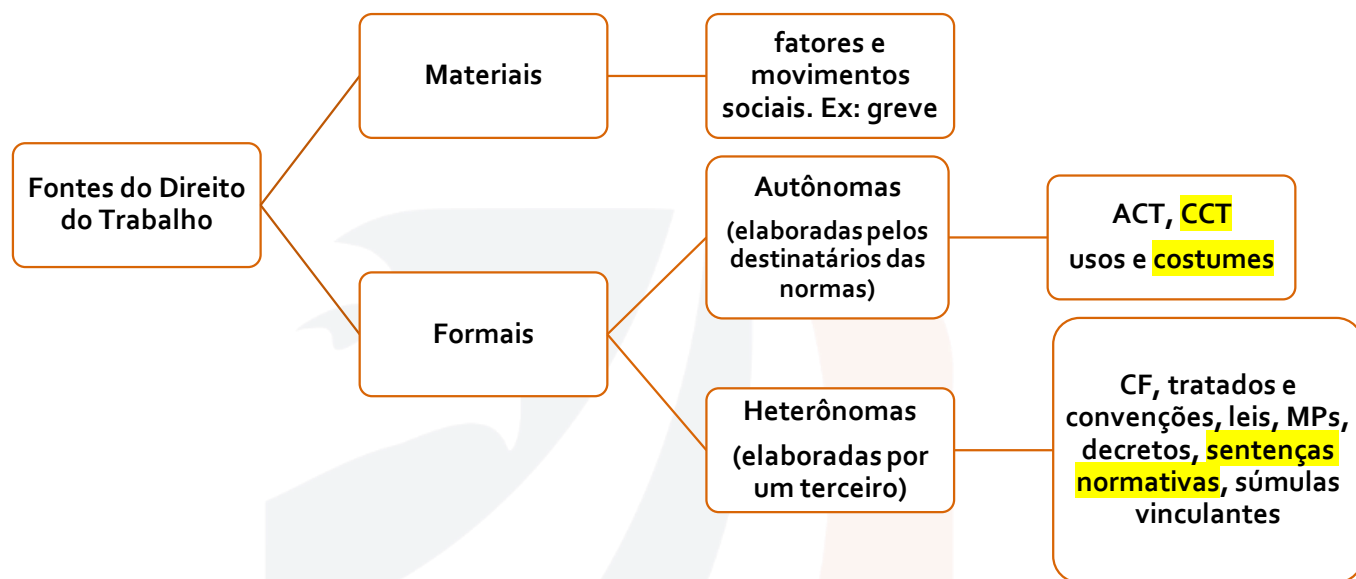 Fontes do Direito
do Trabalho
Materiais
fatores e
movimentos
sociais. Ex: greve
Formais
Autônomas
(elaboradas pelos
destinatários das
normas)
ACT, CCT
usos e costumes
Heterônomas
(elaboradas por
um terceiro)
CF, tratados e
convenções, leis, MPs,
decretos, sentenças
normativas, súmulas
vinculantes